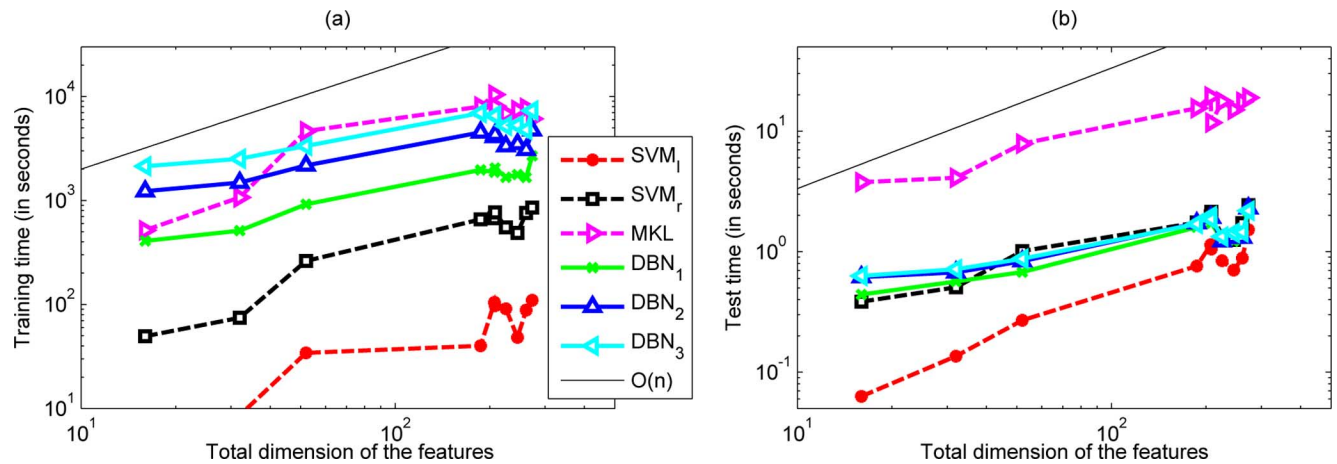 (a)
Training time (in seconds)
10^4
10^3
10^2
10^1
10^1
10^2
Total dimension of the features
SVM_l
SVM_r
MKL
DBN_1
DBN_2
DBN_3
O(n)
(b)
Test time (in seconds)
10^1
10^0
10^-1
10^1
10^2
Total dimension of the features